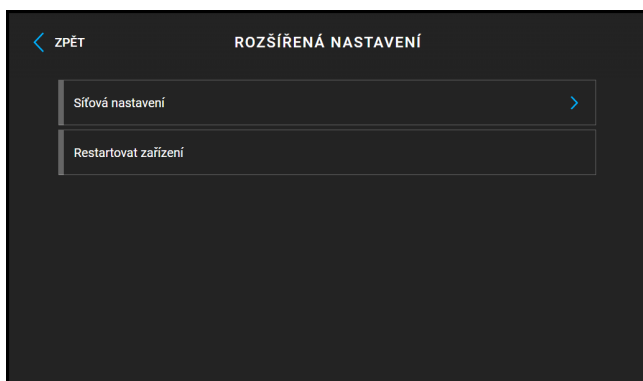 ZPĚT ROZŠÍŘENÁ NASTAVENÍ
Síťová nastavení
Restartovat zařízení